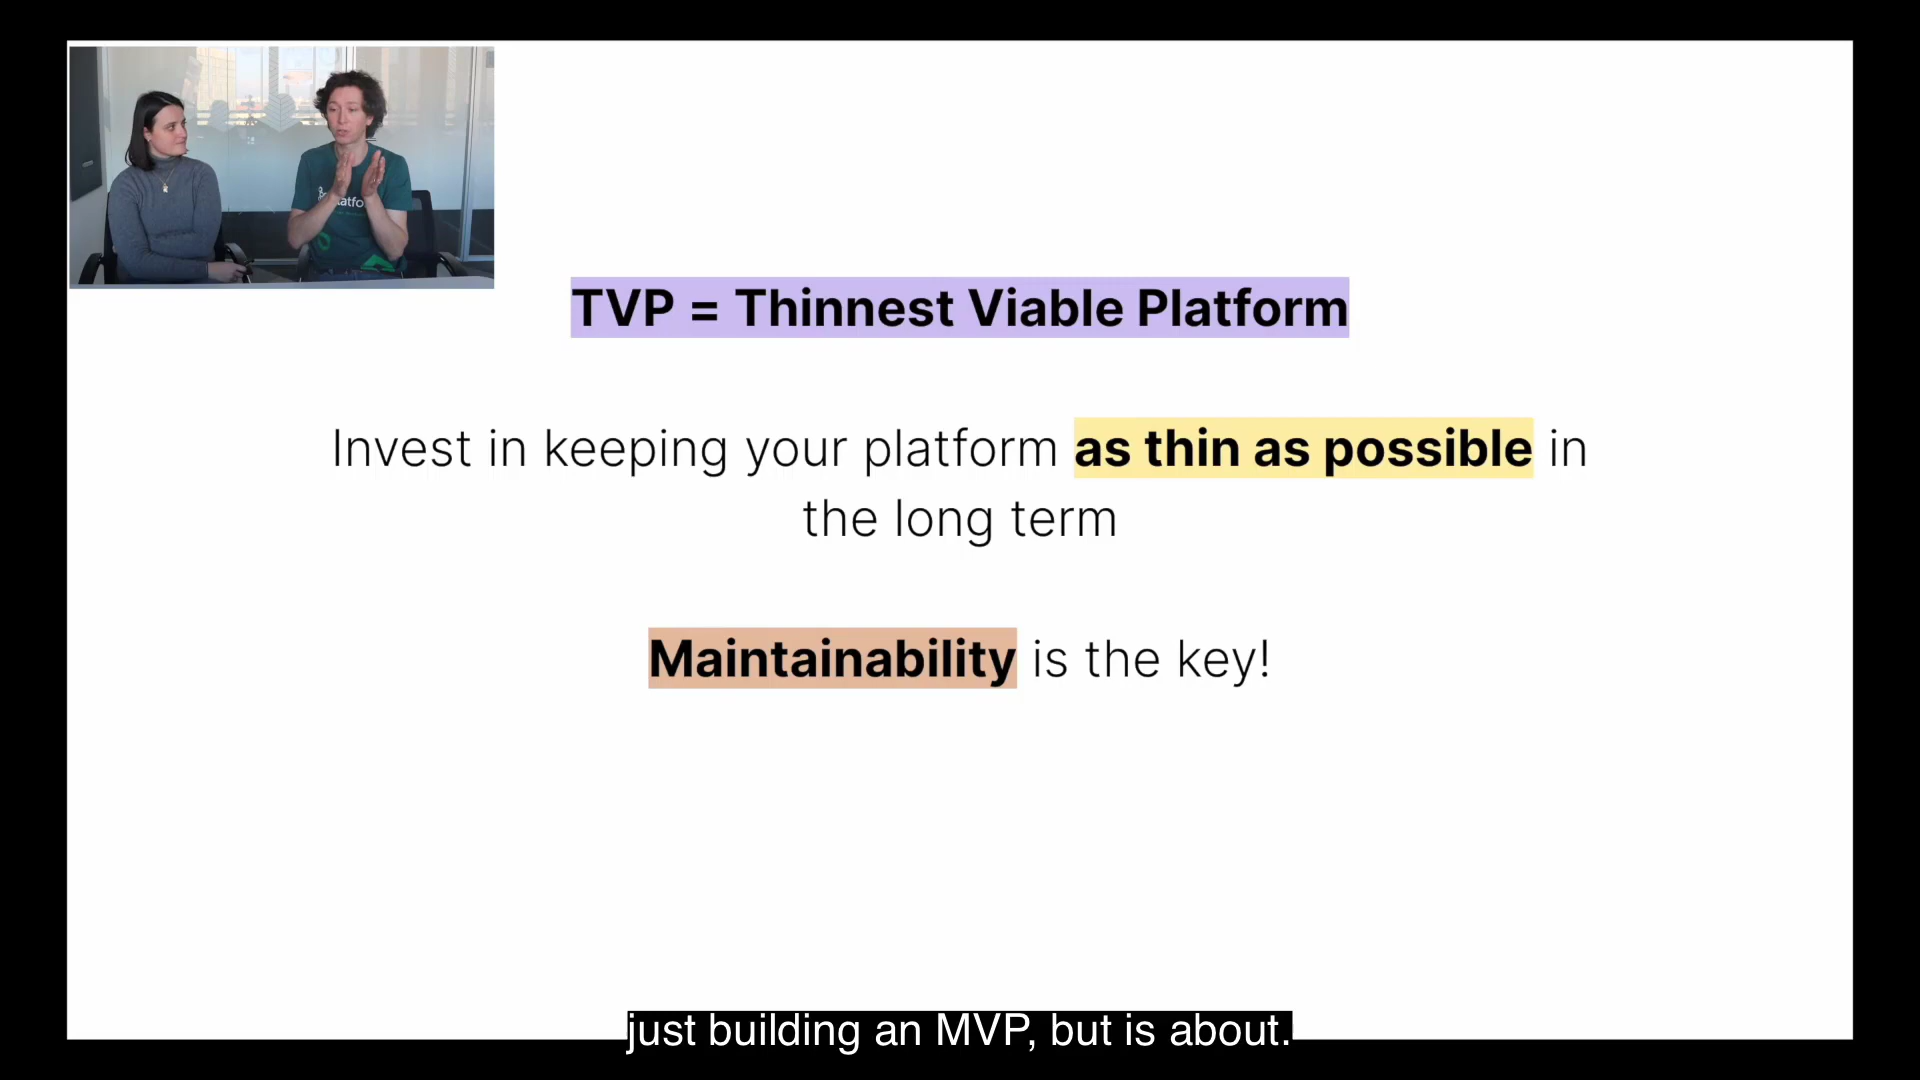 TVP = Thinnest Viable Platform
Invest in keeping your platform as thin as possible in
the long term
Maintainability is the key!
just building an MVP, but is about.